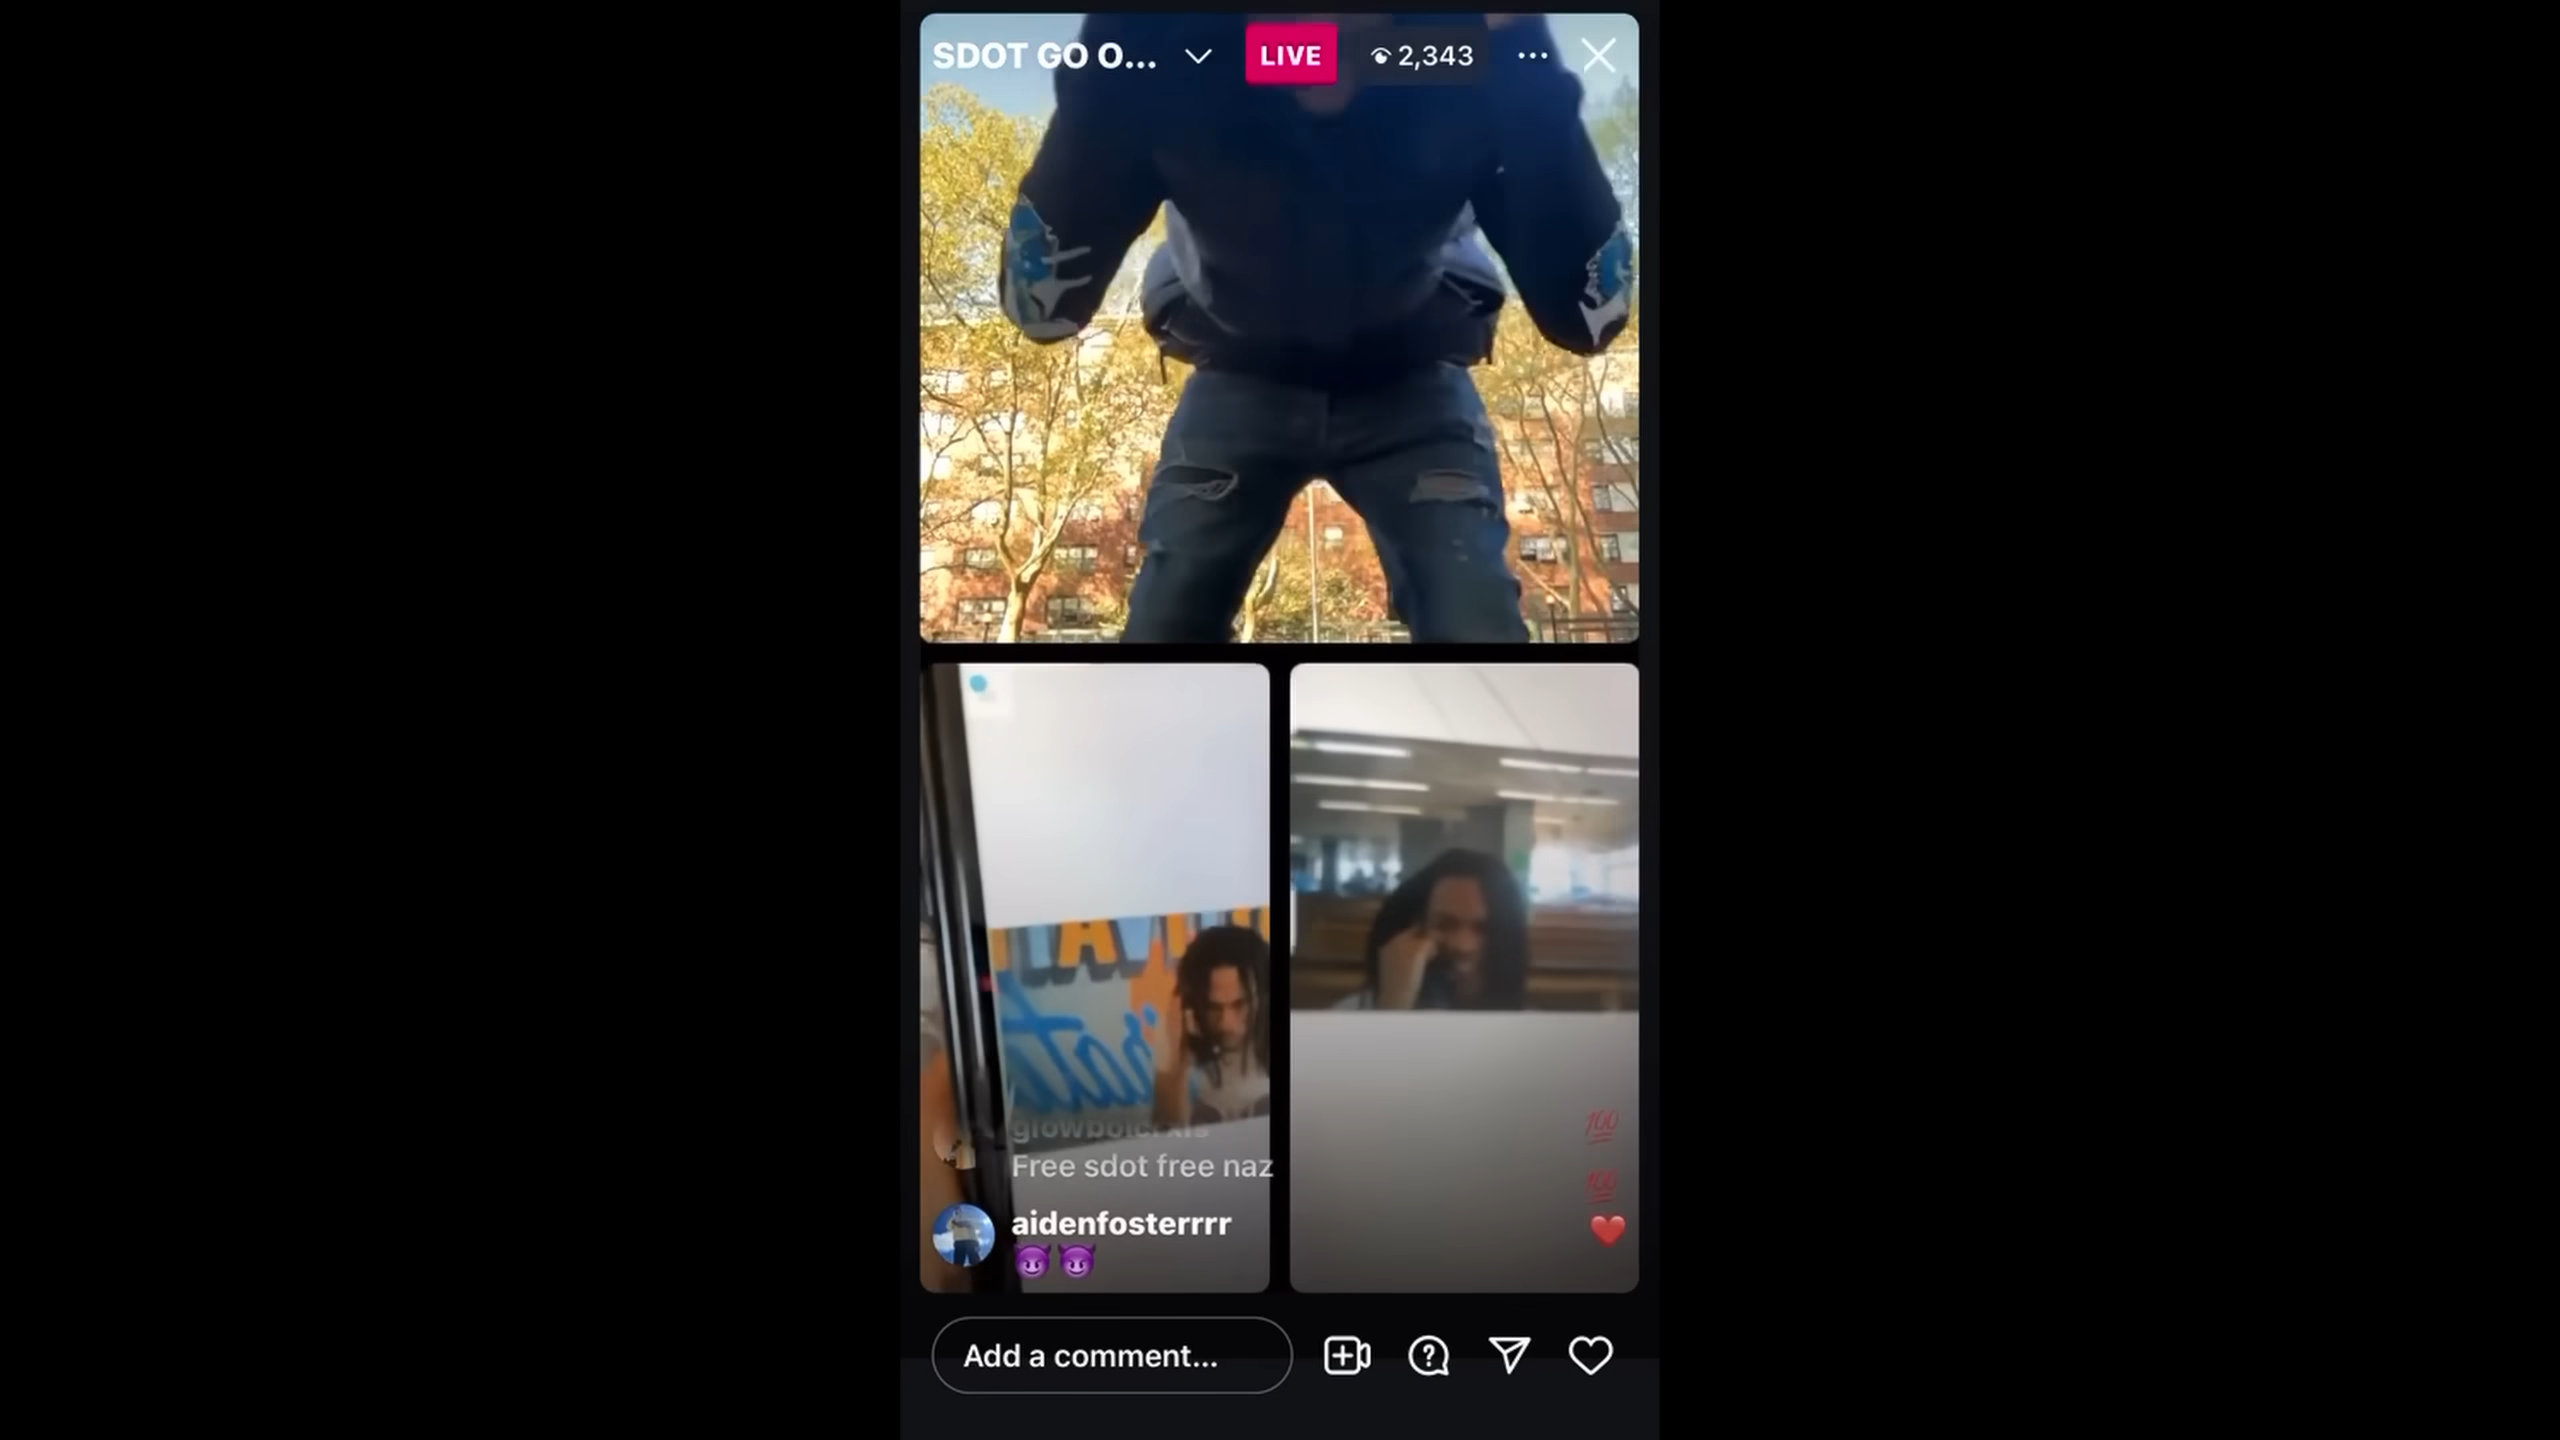 SDOT GO O...
LIVE
2,343
Free sdot free naz
aidenfosterrrr
😈😈
Add a comment...